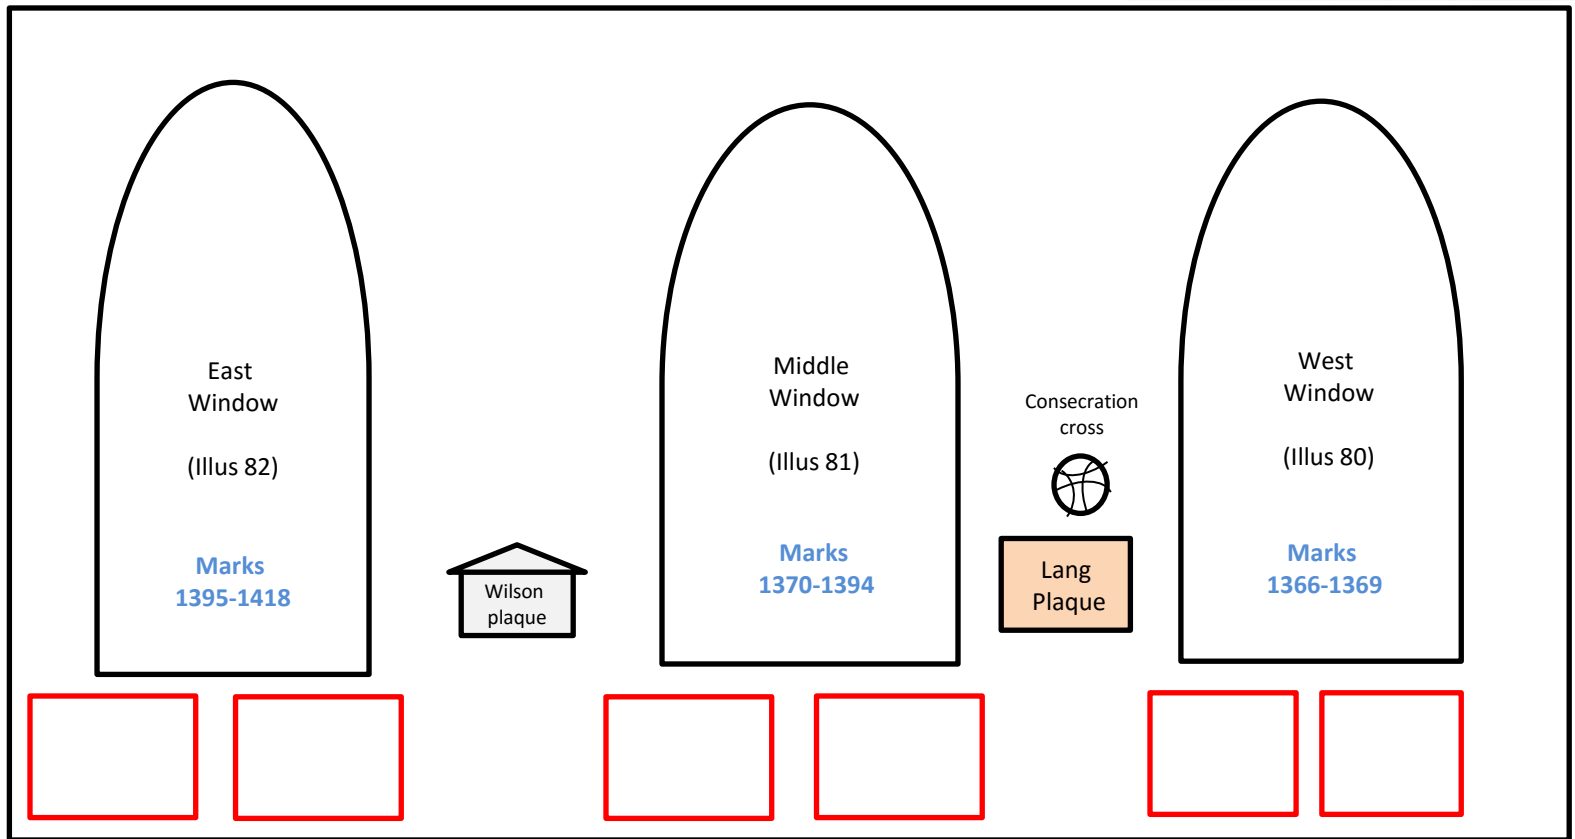 East
Window
(Illus 82)
Marks
1395-1418
Wilson
plaque
Middle
Window
(Illus 81)
Marks
1370-1394
Consecration
cross
Lang
Plaque
West
Window
(Illus 80)
Marks
1366-1369